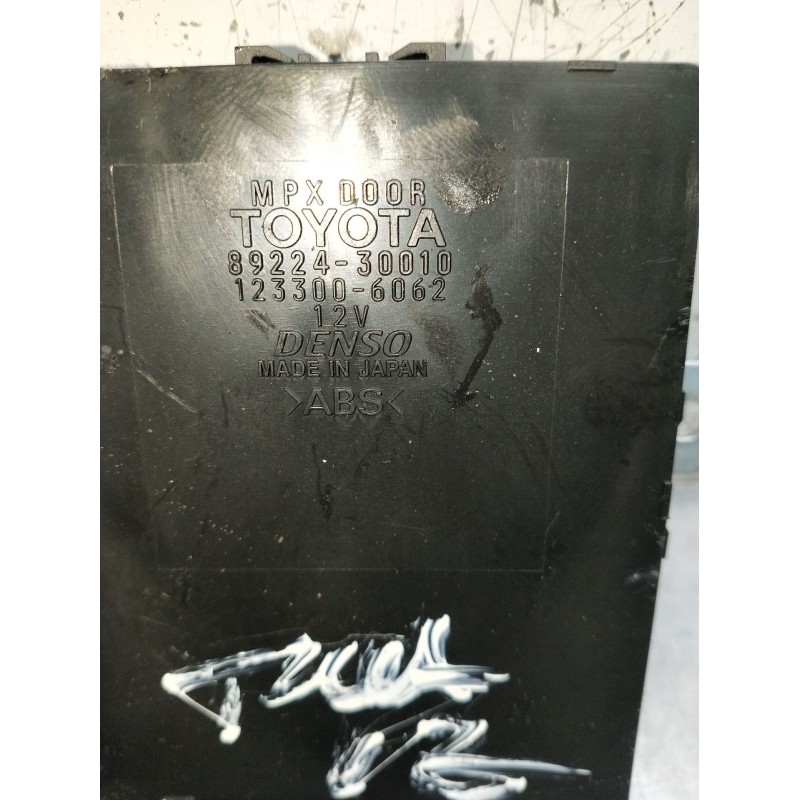 MPX DOOR
TOYOTA
89224-30010
123300-6062
12V
DENSO
MADE IN JAPAN
>ABS<